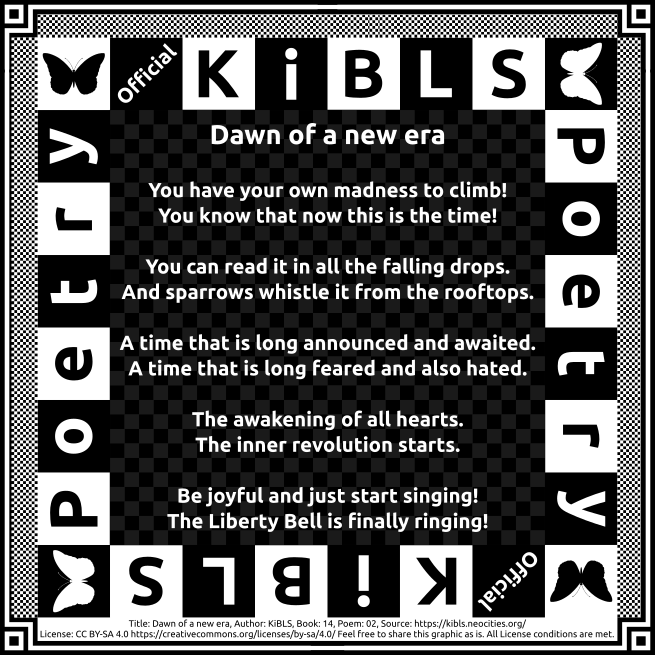 Official KiBLS
Poetry
Poetry
Dawn of a new era
You have your own madness to climb!
You know that now this is the time!
You can read it in all the falling drops.
And sparrows whistle it from the rooftops.
A time that is long announced and awaited.
A time that is long feared and also hated.
The awakening of all hearts.
The inner revolution starts.
Be joyful and just start singing!
The Liberty Bell is finally ringing!
Official KiBLS
Title: Dawn of a new era, Author: KiBLS, Book: 14, Poem: 02, Source: https://kibls.neocities.org/
License: CC BY-SA 4.0 https://creativecommons.org/licenses/by-sa/4.0/ Feel free to share this graphic as is. All License conditions are met.